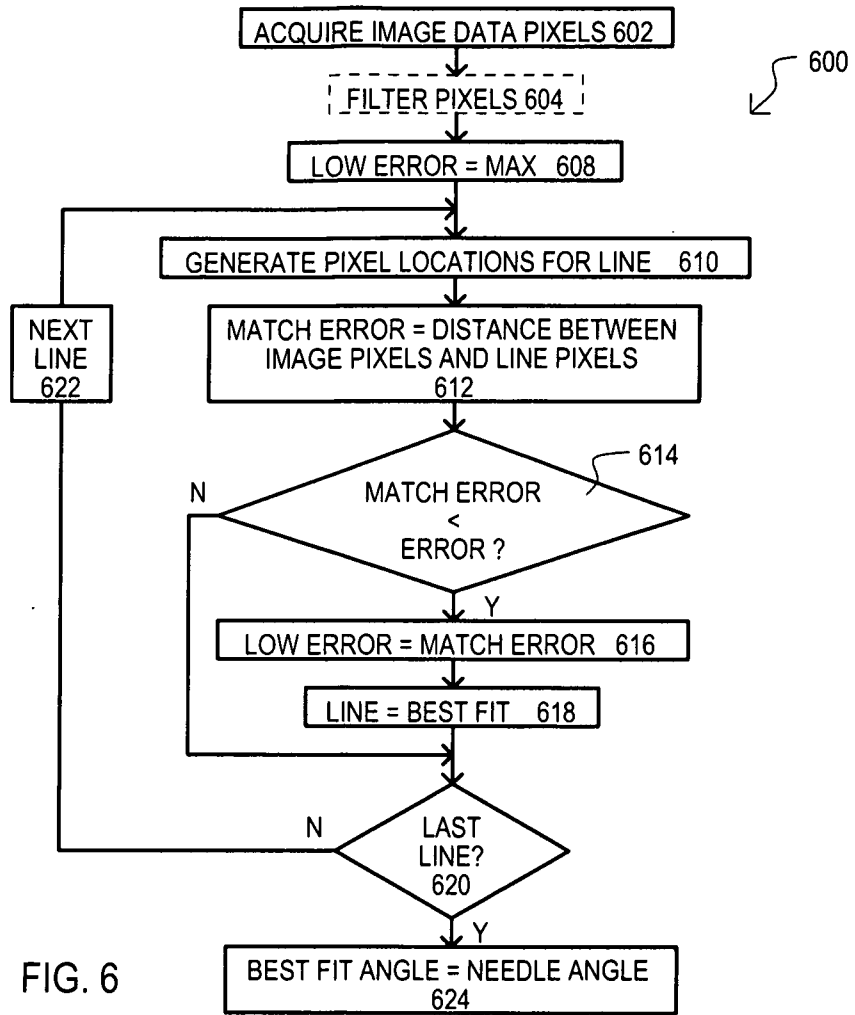 ACQUIRE IMAGE DATA PIXELS 602
600
FILTER PIXELS 604
LOW ERROR = MAX 608
GENERATE PIXEL LOCATIONS FOR LINE 610
NEXT
LINE
622
MATCH ERROR = DISTANCE BETWEEN
IMAGE PIXELS AND LINE PIXELS
612
614
N
MATCH ERROR
<
ERROR ?
Y
LOW ERROR = MATCH ERROR 616
LINE = BEST FIT 618
N
LAST
LINE?
620
Y
BEST FIT ANGLE = NEEDLE ANGLE
624
FIG. 6